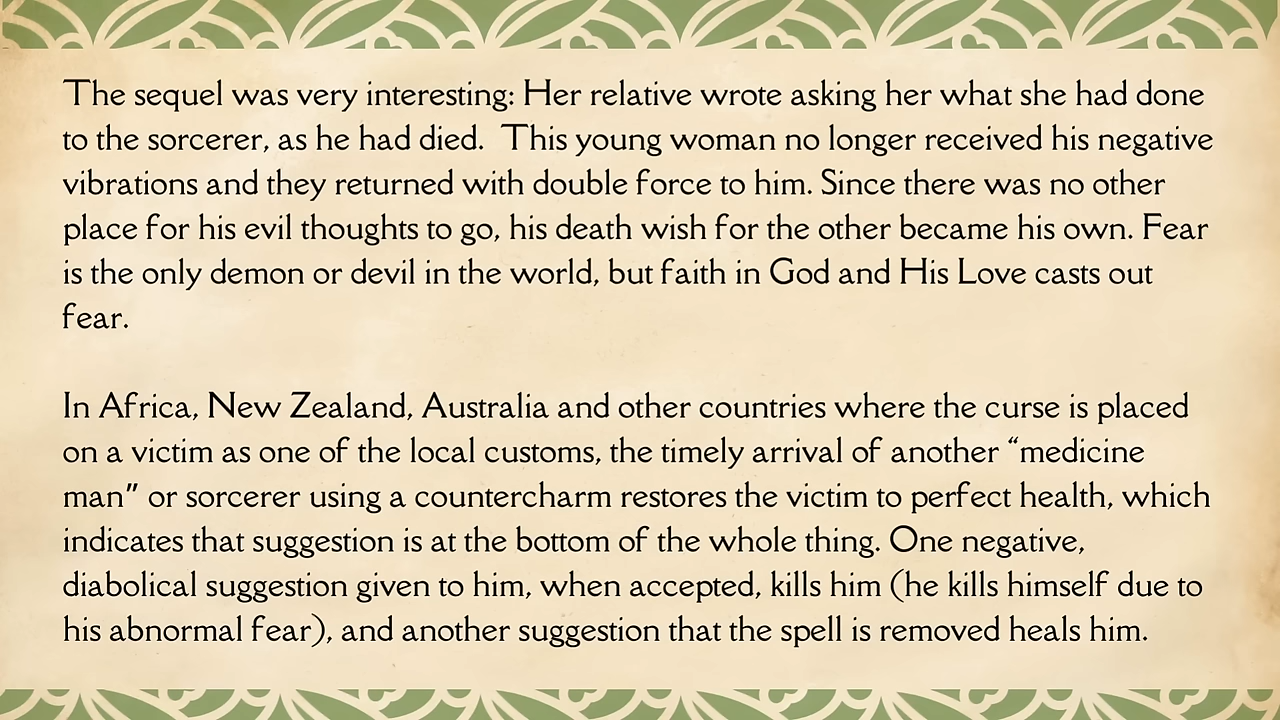 The sequel was very interesting: Her relative wrote asking her what she had done
to the sorcerer, as he had died.  This young woman no longer received his negative
vibrations and they returned with double force to him. Since there was no other
place for his evil thoughts to go, his death wish for the other became his own. Fear
is the only demon or devil in the world, but faith in God and His Love casts out
fear.
In Africa, New Zealand, Australia and other countries where the curse is placed
on a victim as one of the local customs, the timely arrival of another “medicine
man" or sorcerer using a countercharm restores the victim to perfect health, which
indicates that suggestion is at the bottom of the whole thing. One negative,
diabolical suggestion given to him, when accepted, kills him (he kills himself due to
his abnormal fear), and another suggestion that the spell is removed heals him.